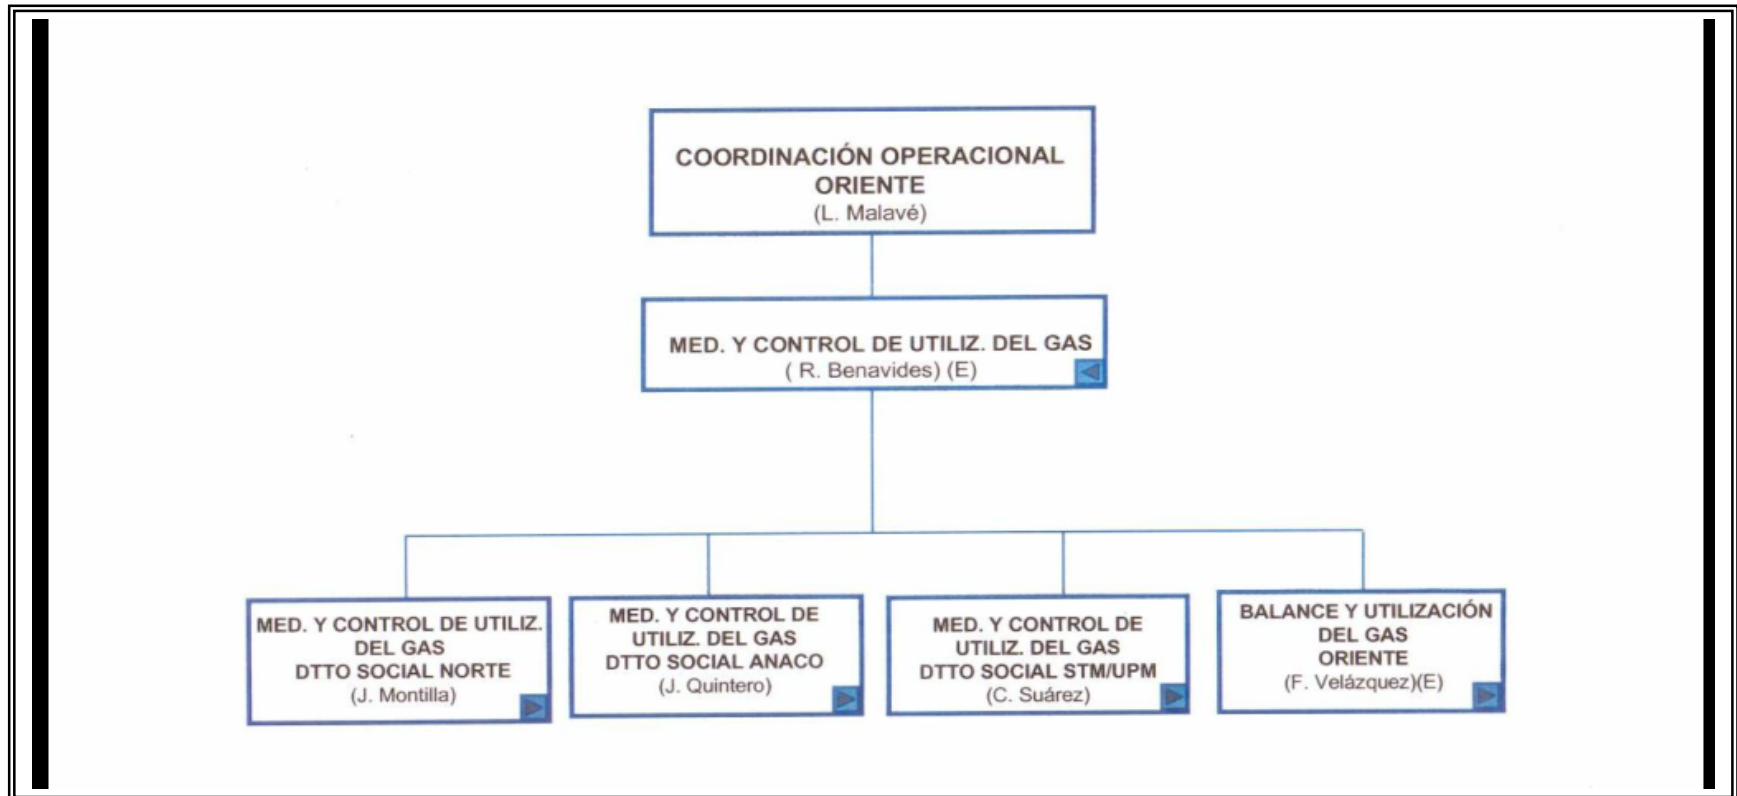 COORDINACIÓN OPERACIONAL
ORIENTE
(L. Malavé)
MED. Y CONTROL DE UTILIZ. DEL GAS
( R. Benavides) (E)
MED. Y CONTROL DE UTILIZ.
DEL GAS
DTTO SOCIAL NORTE
(J. Montilla)
MED. Y CONTROL DE
UTILIZ. DEL GAS
DTTO SOCIAL ANACO
(J. Quintero)
MED. Y CONTROL DE
UTILIZ. DEL GAS
DTTO SOCIAL STM/UPM
(C. Suárez)
BALANCE Y UTILIZACIÓN
DEL GAS
ORIENTE
(F. Velázquez)(E)